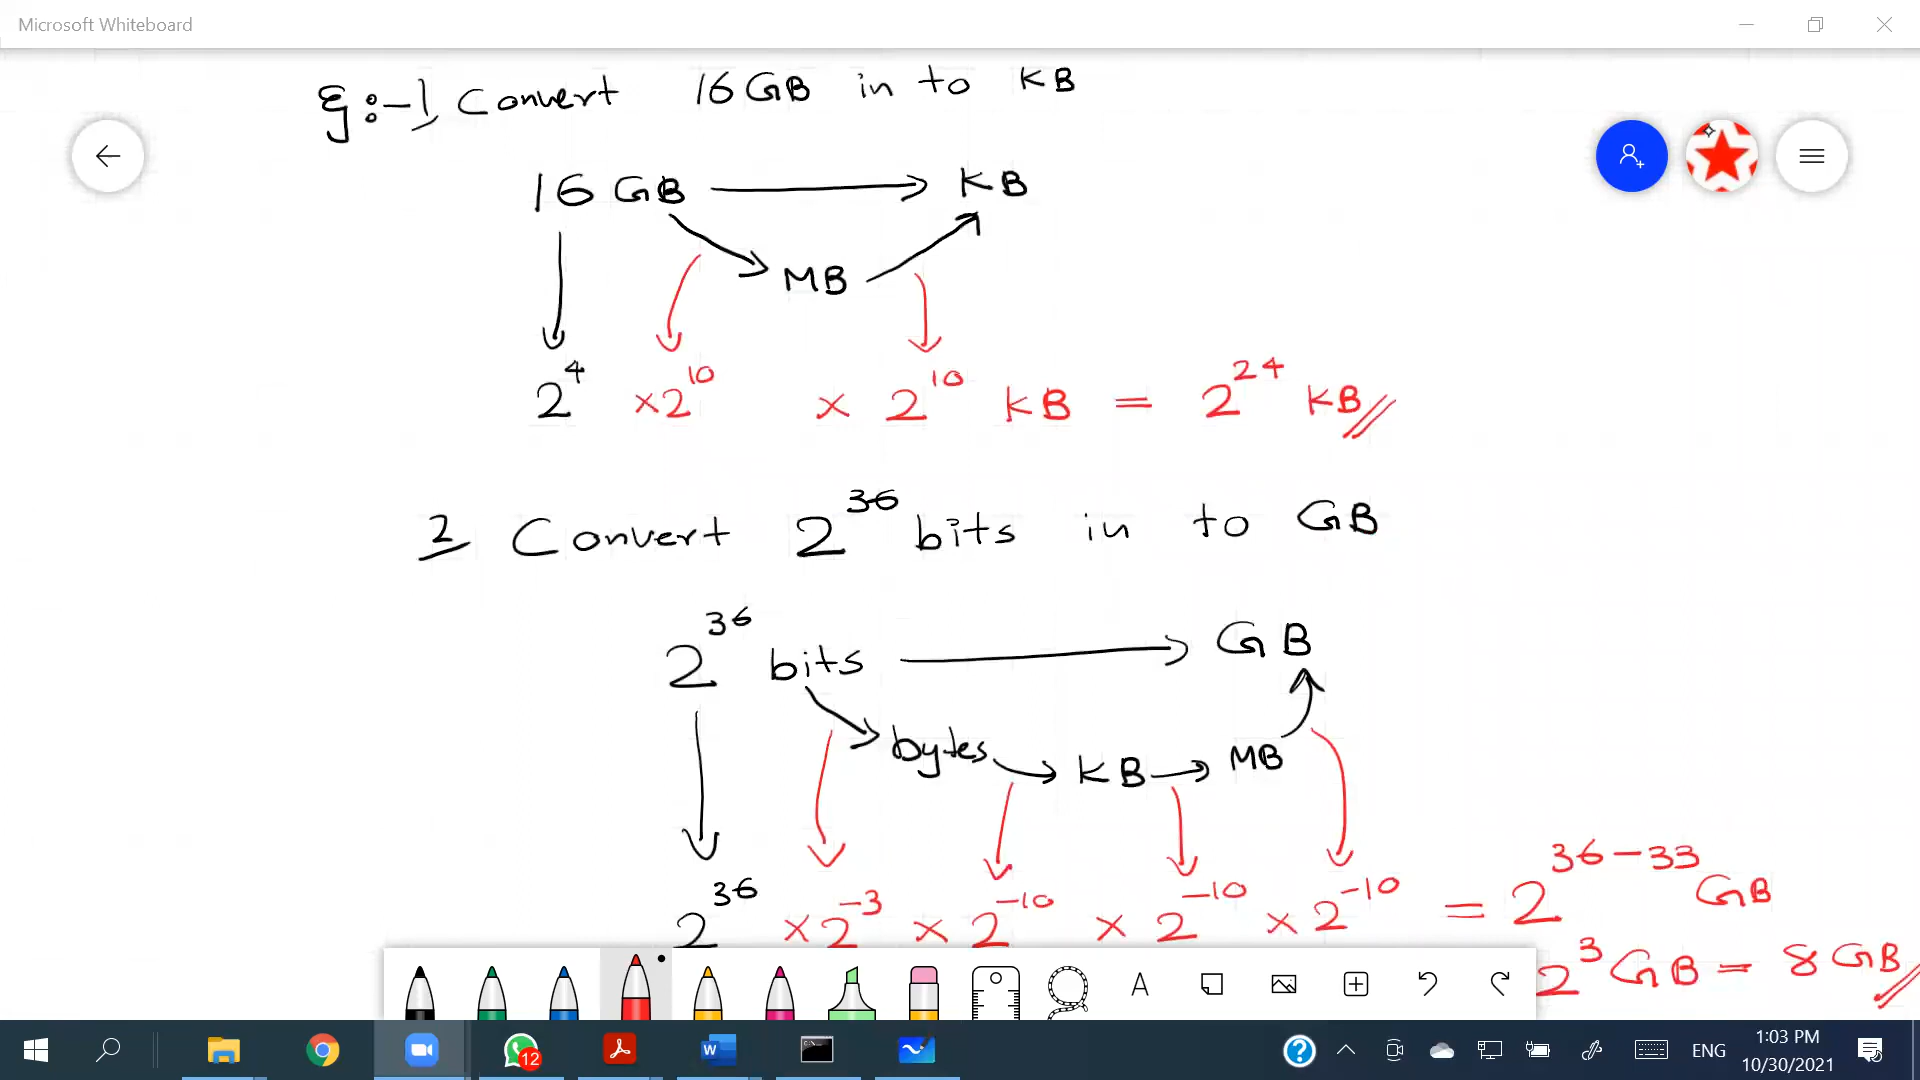 Microsoft Whiteboard
Eg:-1 Convert 16 GB in to KB
16 GB → KB
MB
2^4 ×2^10 × 2^10 KB = 2^24 KB
2 Convert 2^36 bits in to GB
2^36 bits → GB
bytes → KB → MB
2^36 ×2^-3 × 2^-10 × 2^-10 × 2^-10 = 2^36-33 GB
2^3 GB = 8 GB
A
12
W
?
ENG
1:03 PM
10/30/2021